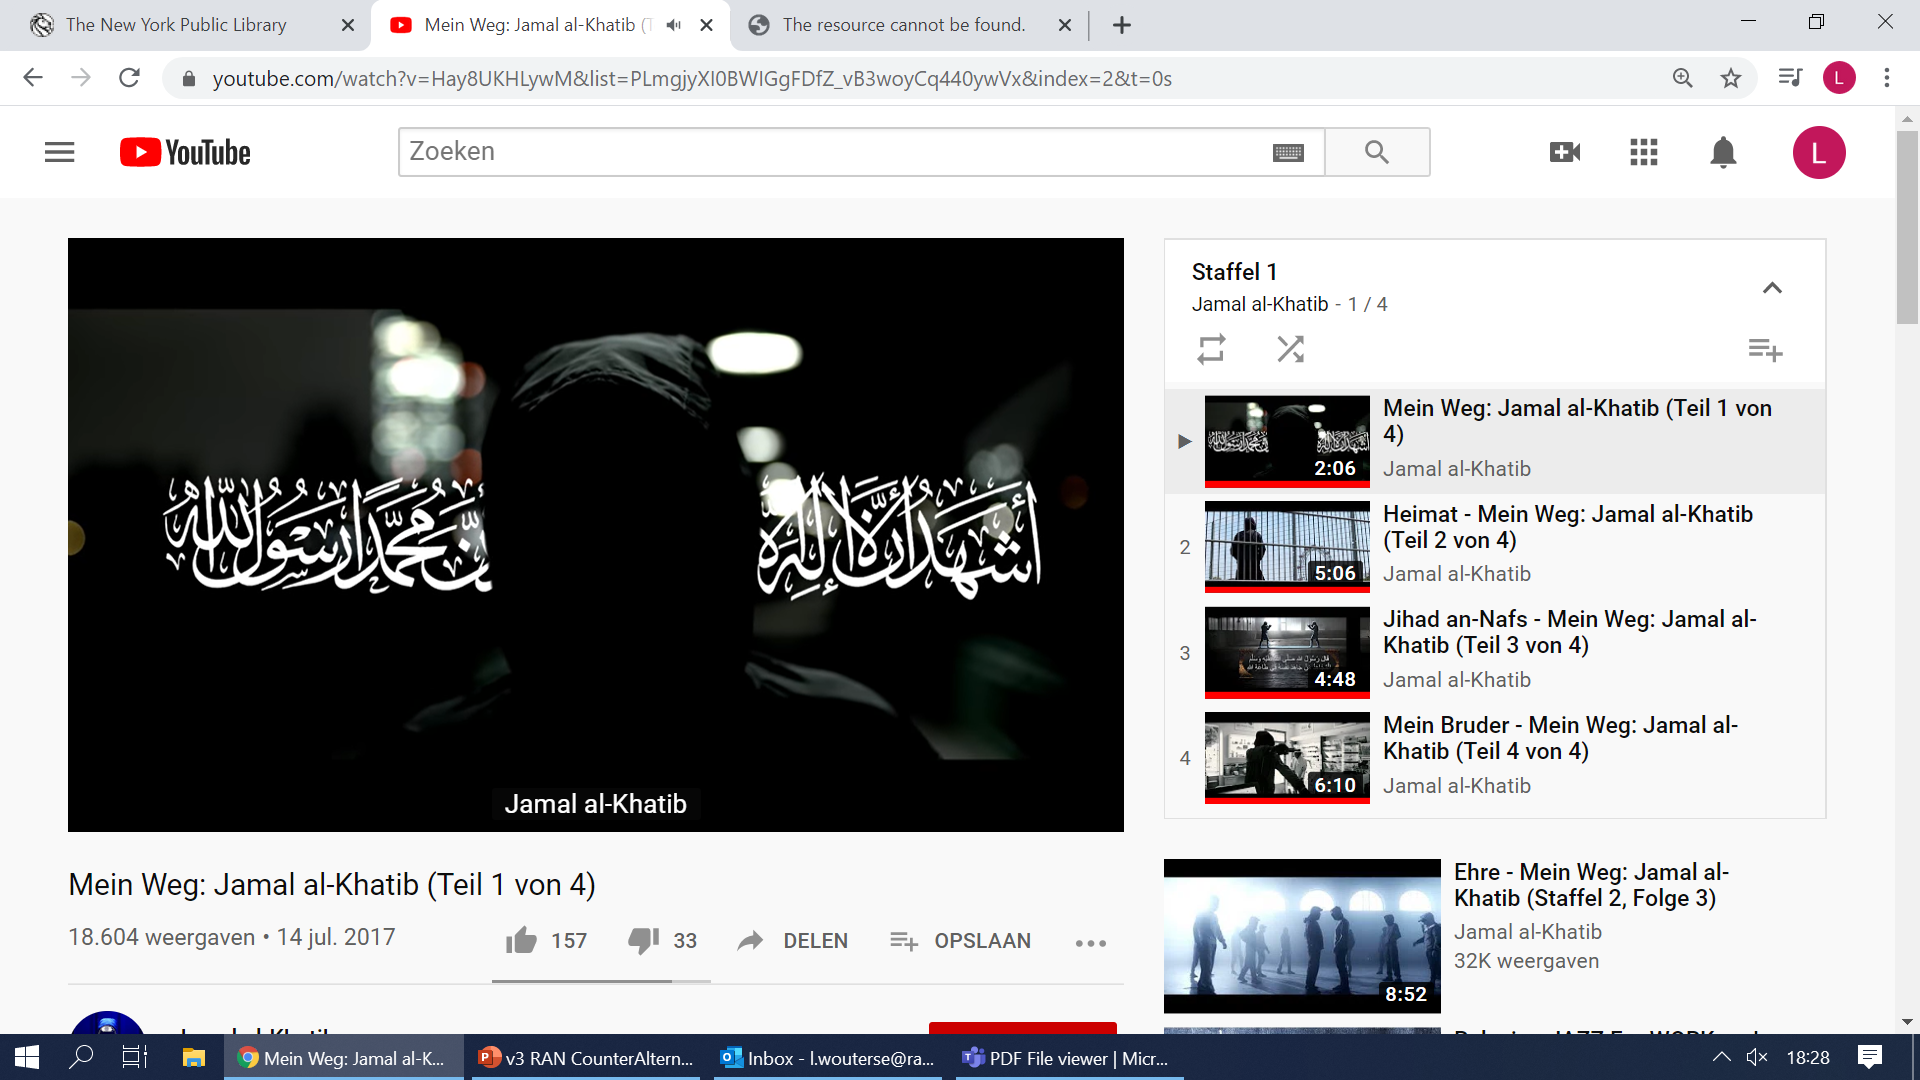 The New York Public Library
Mein Weg: Jamal al-Khatib (T
The resource cannot be found.
youtube.com/watch?v=Hay8UKHLywM&list=PLmgjyXI0BWIGgFDfZ_vB3woyCq440ywVx&index=2&t=0s
L
YouTube
Zoeken
L
أشهد أن لا إله
ن محمدا رسول الله
Jamal al-Khatib
Mein Weg: Jamal al-Khatib (Teil 1 von 4)
18.604 weergaven • 14 jul. 2017
157
33
DELEN
OPSLAAN
Staffel 1
Jamal al-Khatib - 1 / 4
2:06
Mein Weg: Jamal al-Khatib (Teil 1 von
4)
Jamal al-Khatib
2
5:06
Heimat - Mein Weg: Jamal al-Khatib
(Teil 2 von 4)
Jamal al-Khatib
3
4:48
Jihad an-Nafs - Mein Weg: Jamal al-
Khatib (Teil 3 von 4)
Jamal al-Khatib
4
6:10
Mein Bruder - Mein Weg: Jamal al-
Khatib (Teil 4 von 4)
Jamal al-Khatib
8:52
Ehre - Mein Weg: Jamal al-
Khatib (Staffel 2, Folge 3)
Jamal al-Khatib
32K weergaven
Mein Weg: Jamal al-K...
v3 RAN CounterAltern...
Inbox - l.wouterse@ra...
PDF File viewer | Micr...
18:28